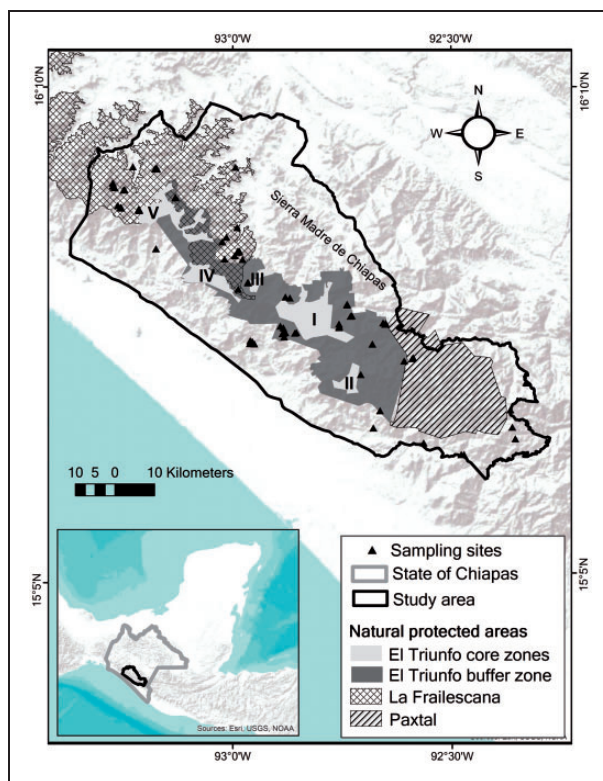 93°0'W 92°30'W
16°10'N
16°10'N
N
W E
S
Sierra Madre de Chiapas
V
IV
III
I
II
10 5 0 10 Kilometers
15°5'N
15°5'N
Sampling sites
State of Chiapas
Study area
Natural protected areas
El Triunfo core zones
El Triunfo buffer zone
La Frailescana
Paxtal
Sources: Esri, USGS, NOAA
93°0'W 92°30'W